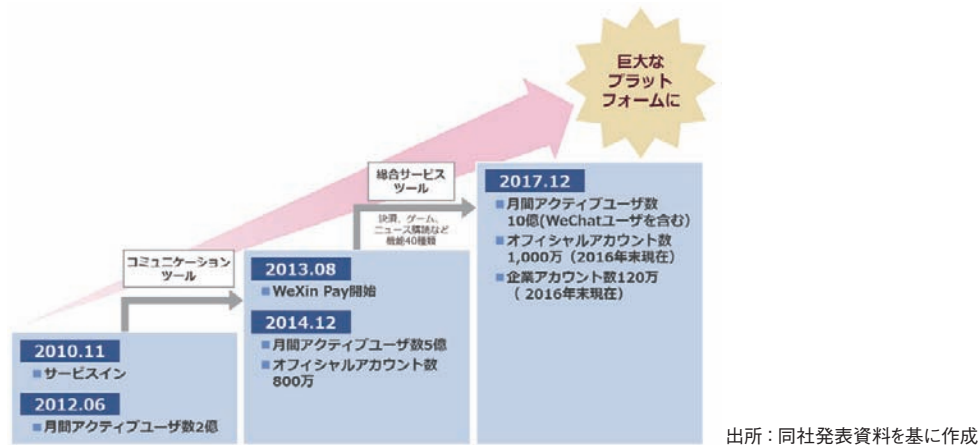 巨大な
プラット
フォームに
総合サービス
ツール
決済、ゲーム、
ニュース購読など
機能40種類
2017.12
月間アクティブユーザ数
10億(WeChatユーザを含む)
オフィシャルアカウント数
1,000万（2016年末現在）
企業アカウント数120万
（ 2016年末現在）
コミュニケーション
ツール
2013.08
WeXin Pay開始
2014.12
月間アクティブユーザ数5億
オフィシャルアカウント数
800万
2010.11
サービスイン
2012.06
月間アクティブユーザ数2億
出所：同社発表資料を基に作成